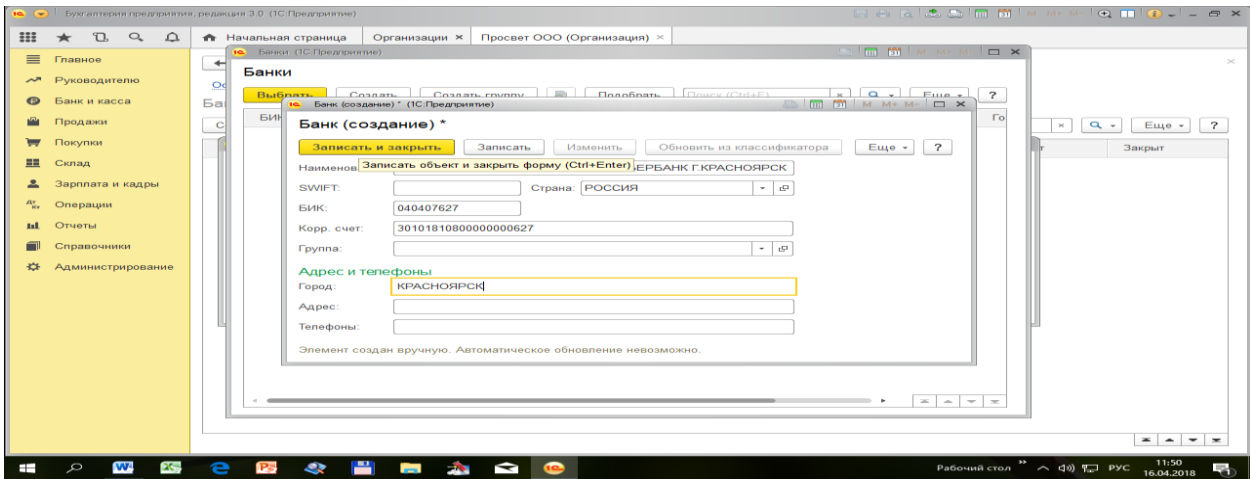 Бухгалтерия предприятия, редакция 3.0 (1С:Предприятие) M M+ M-
Начальная страница Организации × Просвет ООО (Организация) ×
Главное
Руководителю
Банк и касса
Продажи
Покупки
Склад
Зарплата и кадры
Операции
Отчеты
Справочники
Администрирование
Банки (1С:Предприятие)
Банки
Выбрать Создать Создать группу Подобрать Поиск (Ctrl+F) Еще ?
Еще ?
Закрыт
Банк (создание) * (1С:Предприятие) M M+ M-
Банк (создание) *
Записать и закрыть Записать Изменить Обновить из классификатора Еще ?
Записать объект и закрыть форму (Ctrl+Enter)
Наименов ЕРБАНК Г.КРАСНОЯРСК
SWIFT: Страна: РОССИЯ
БИК: 040407627
Корр. счет: 30101810800000000627
Группа:
Адрес и телефоны
Город: КРАСНОЯРСК
Адрес:
Телефоны:
Элемент создан вручную. Автоматическое обновление невозможно.
Рабочий стол » РУС 11:50
16.04.2018